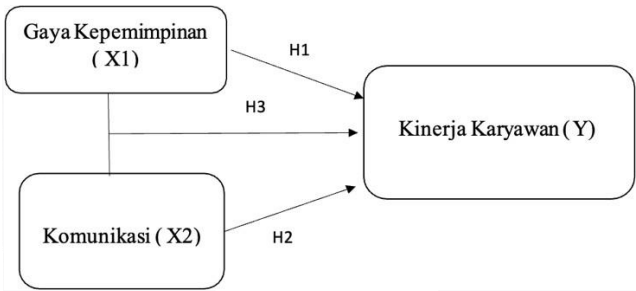 Gaya Kepemimpinan
( X1)
H1
H3
Kinerja Karyawan ( Y)
Komunikasi ( X2)
H2